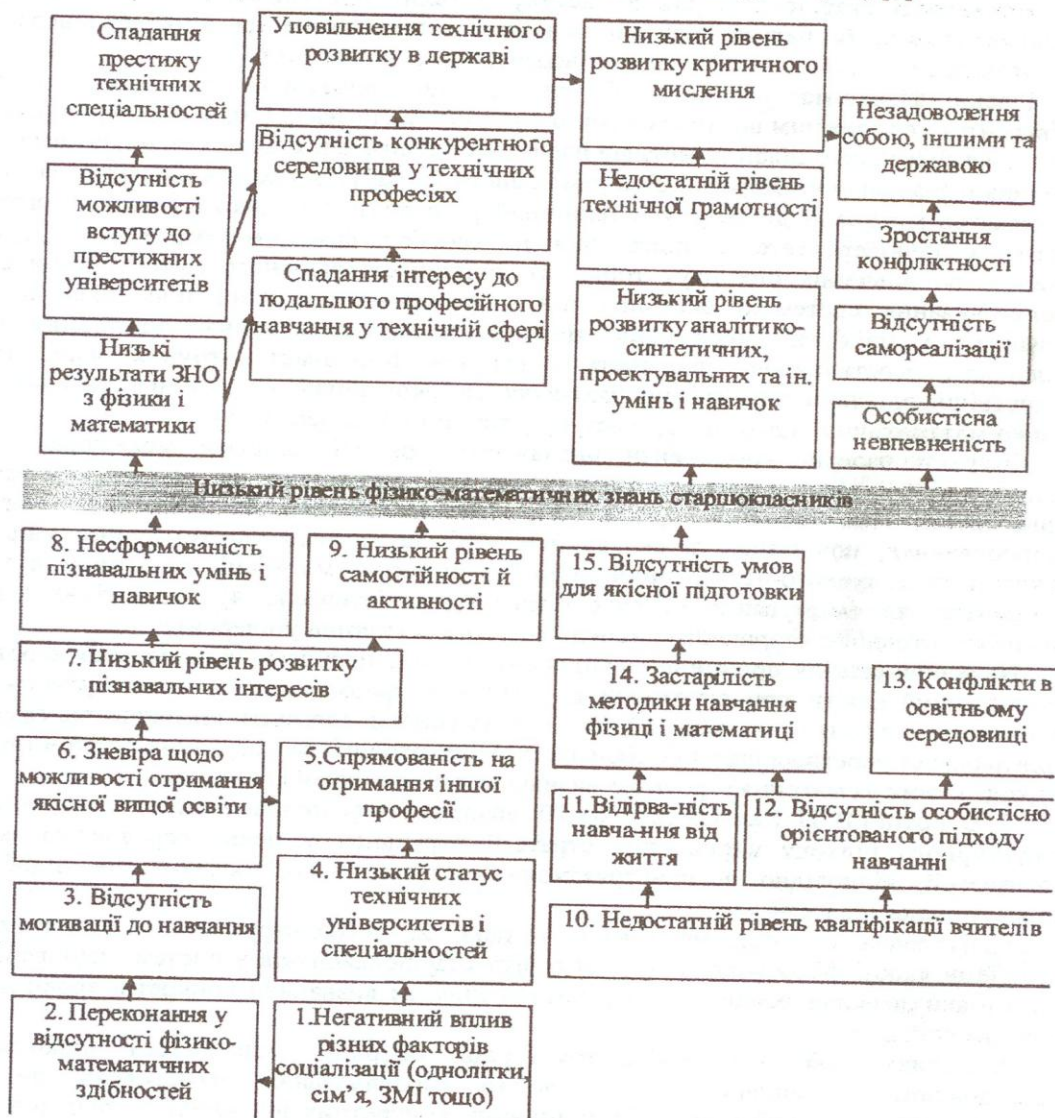 Спадання
престижу
технічних
спеціальностей
Уповільнення технічного
розвитку в державі
Низький рівень
розвитку критичного
мислення
Незадоволення
собою, іншими та
державою
Відсутність
можливості
вступу до
престижних
університетів
Відсутність конкурентного
середовища у технічних
професіях
Недостатній рівень
технічної грамотності
Зростання
конфліктності
Спадання інтересу до
подальшого професійного
навчання у технічній сфері
Низький рівень
розвитку аналітико-
синтетичних,
проектувальних та ін.
умінь і навичок
Відсутність
самореалізації
Низькі
результати ЗНО
з фізики і
математики
Особистісна
невпевненість
Низький рівень фізико-математичних знань старшокласників
8. Несформованість
пізнавальних умінь і
навичок
9. Низький рівень
самостійності й
активності
15. Відсутність умов
для якісної підготовки
7. Низький рівень розвитку
пізнавальних інтересів
14. Застарілість
методики навчання
фізиці і математиці
13. Конфлікти в
освітньому
середовищі
6. Зневіра щодо
можливості отримання
якісної вищої освіти
5.Спрямованість на
отримання іншої
професії
11.Відірва-ність
навча-ння від
життя
12. Відсутність особистісно
орієнтованого підходу
навчанні
3. Відсутність
мотивації до навчання
4. Низький статус
технічних
університетів і
спеціальностей
10. Недостатній рівень кваліфікації вчителів
2. Переконання у
відсутності фізико-
математичних
здібностей
1.Негативний вплив
різних факторів
соціалізації (однолітки,
сім’я, ЗМІ тощо)